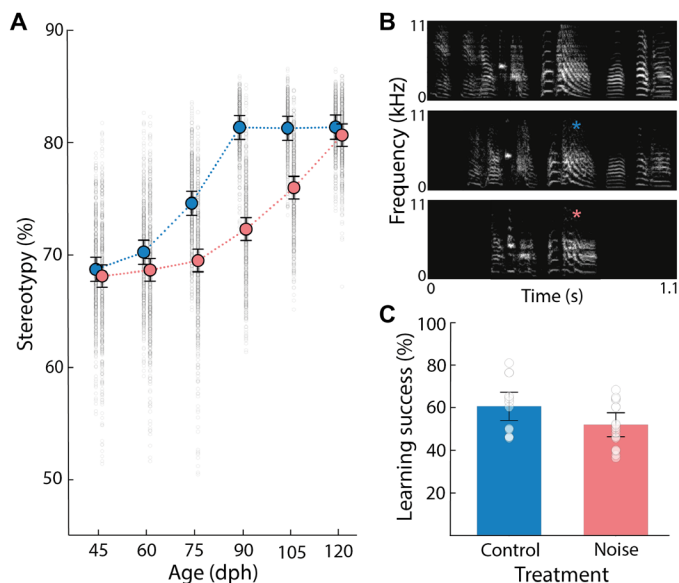 A
90
80
70
60
50
Stereotypy (%)
45 60 75 90 105 120
Age (dph)
B
11
0
11
0
11
0
Frequency (kHz)
*
*
0 1.1
Time (s)
C
100
80
60
40
20
Learning success (%)
Control Noise
Treatment